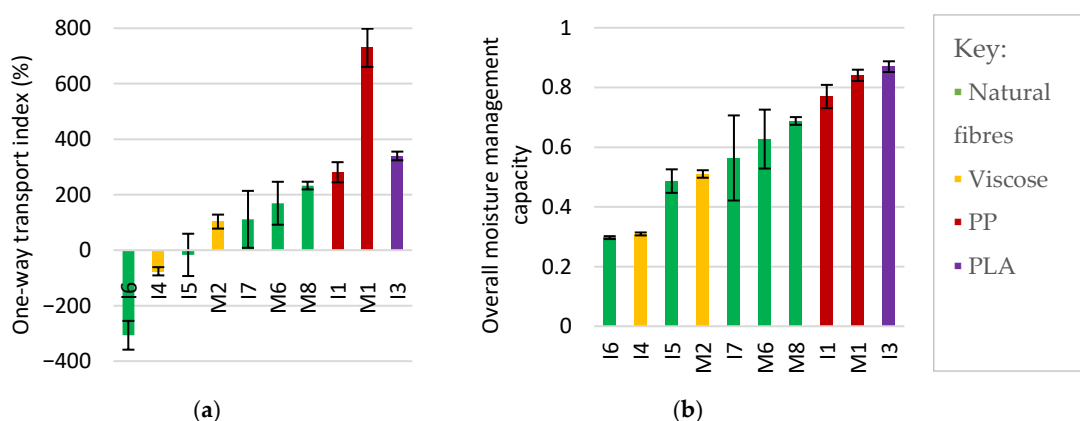 One-way transport index (%)
800
600
400
200
0
−200
−400
I6
I4
I5
M2
I7
M6
M8
I1
M1
I3
(a)
Overall moisture management
capacity
1
0.8
0.6
0.4
0.2
0
I6
I4
I5
M2
I7
M6
M8
I1
M1
I3
(b)
Key:
Natural
fibres
Viscose
PP
PLA